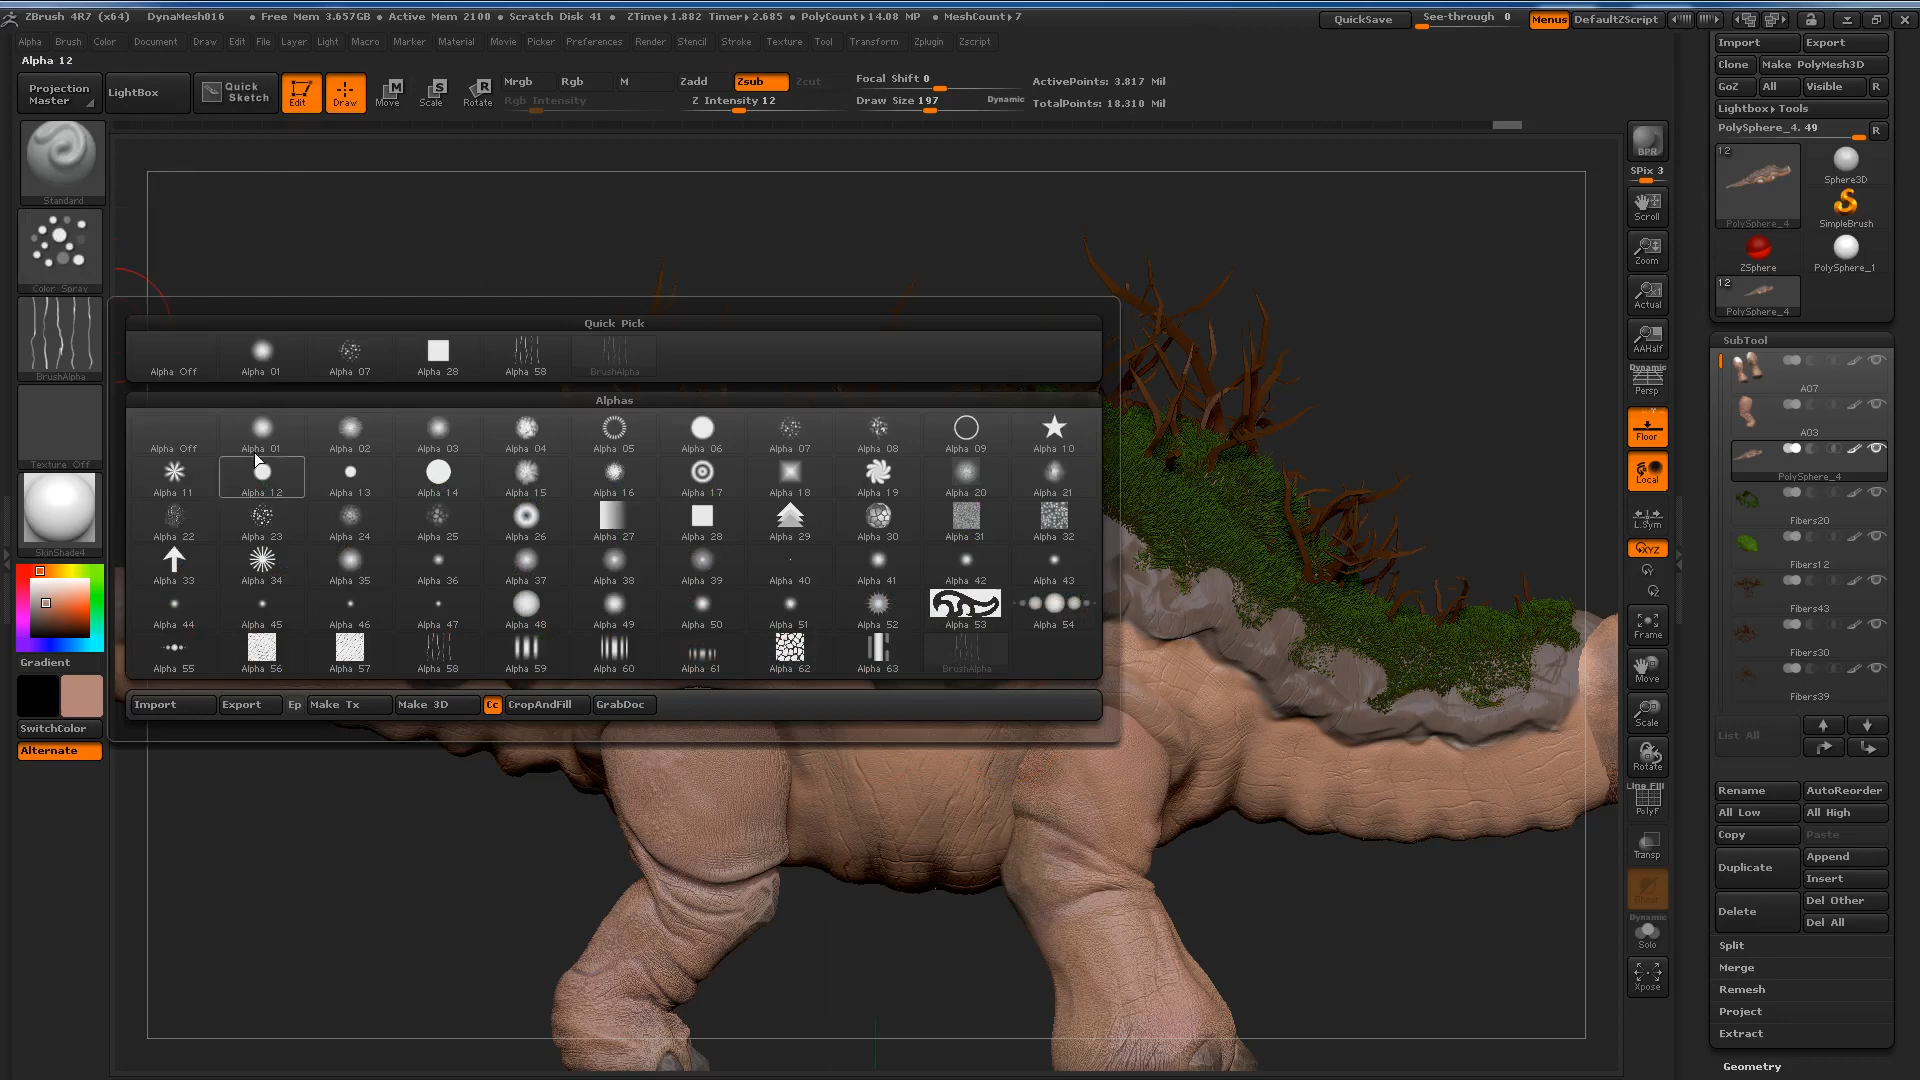 ZBrush 4R7 (x64) DynaMesh016 • Free Mem 3.657GB • Active Mem 2100 • Scratch Disk 41 • ZTime▸1.882 Timer▸2.685 • PolyCount▸14.08 MP • MeshCount▸7 QuickSave See-through 0 Menus DefaultZScript
Alpha Brush Color Document Draw Edit File Layer Light Macro Marker Material Movie Picker Preferences Render Stencil Stroke Texture Tool Transform Zplugin Zscript
Alpha 12
Projection Master LightBox Quick Sketch Edit Draw Move Scale Rotate
Mrgb Rgb M Zadd Zsub Zcut Focal Shift 0 ActivePoints: 3.817 Mil
Rgb Intensity Z Intensity 12 Draw Size 197 Dynamic TotalPoints: 18.310 Mil
Standard
Color Spray
BrushAlpha
Texture Off
SkinShade4
Gradient
SwitchColor
Alternate
Quick Pick
Alpha Off Alpha 01 Alpha 07 Alpha 28 Alpha 58 BrushAlpha
Alphas
Alpha Off Alpha 01 Alpha 02 Alpha 03 Alpha 04 Alpha 05 Alpha 06 Alpha 07 Alpha 08 Alpha 09 Alpha 10
Alpha 11 Alpha 12 Alpha 13 Alpha 14 Alpha 15 Alpha 16 Alpha 17 Alpha 18 Alpha 19 Alpha 20 Alpha 21
Alpha 22 Alpha 23 Alpha 24 Alpha 25 Alpha 26 Alpha 27 Alpha 28 Alpha 29 Alpha 30 Alpha 31 Alpha 32
Alpha 33 Alpha 34 Alpha 35 Alpha 36 Alpha 37 Alpha 38 Alpha 39 Alpha 40 Alpha 41 Alpha 42 Alpha 43
Alpha 44 Alpha 45 Alpha 46 Alpha 47 Alpha 48 Alpha 49 Alpha 50 Alpha 51 Alpha 52 Alpha 53 Alpha 54
Alpha 55 Alpha 56 Alpha 57 Alpha 58 Alpha 59 Alpha 60 Alpha 61 Alpha 62 Alpha 63 BrushAlpha
Import Export Ep Make Tx Make 3D Cc CropAndFill GrabDoc
BPR
SPix 3
Scroll
Zoom
Actual
AAHalf
Dynamic
Persp
Floor
Local
L.Sym
XYZ
Frame
Move
Scale
Rotate
Line Fill
PolyF
Transp
Ghost
Dynamic
Solo
Xpose
Import Export
Clone Make PolyMesh3D
GoZ All Visible R
Lightbox▸Tools
PolySphere_4. 49 R
12
Sphere3D
PolySphere_4 SimpleBrush
ZSphere PolySphere_1
12
PolySphere_4
SubTool
A07
A03
PolySphere_4
Fibers20
Fibers12
Fibers43
Fibers30
Fibers39
List All
Rename AutoReorder
All Low All High
Copy Paste
Duplicate Append
Insert
Delete Del Other
Del All
Split
Merge
Remesh
Project
Extract
Geometry